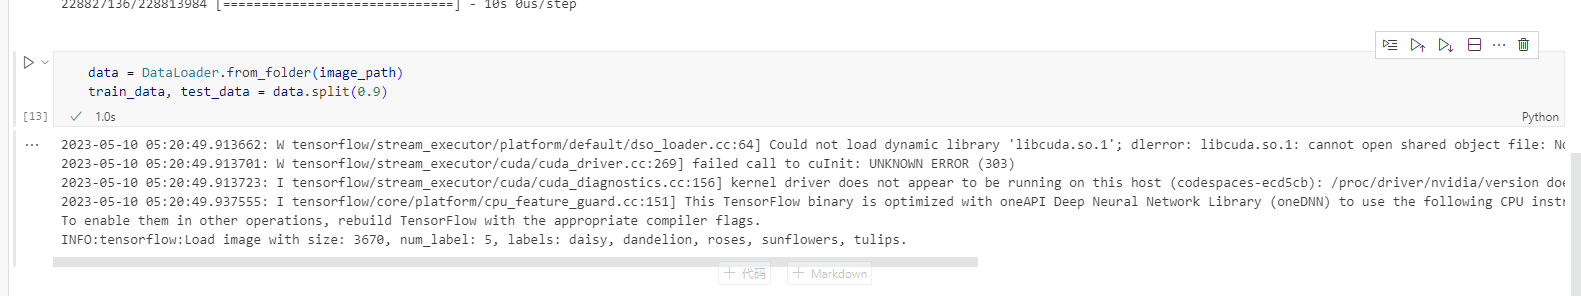 228827136/228813984 [==============================] - 10s 0us/step
data = DataLoader.from_folder(image_path)
train_data, test_data = data.split(0.9)
[13]
1.0s
Python
2023-05-10 05:20:49.913662: W tensorflow/stream_executor/platform/default/dso_loader.cc:64] Could not load dynamic library 'libcuda.so.1'; dlerror: libcuda.so.1: cannot open shared object file: No
2023-05-10 05:20:49.913701: W tensorflow/stream_executor/cuda/cuda_driver.cc:269] failed call to cuInit: UNKNOWN ERROR (303)
2023-05-10 05:20:49.913723: I tensorflow/stream_executor/cuda/cuda_diagnostics.cc:156] kernel driver does not appear to be running on this host (codespaces-ecd5cb): /proc/driver/nvidia/version doe
2023-05-10 05:20:49.937555: I tensorflow/core/platform/cpu_feature_guard.cc:151] This TensorFlow binary is optimized with oneAPI Deep Neural Network Library (oneDNN) to use the following CPU instr
To enable them in other operations, rebuild TensorFlow with the appropriate compiler flags.
INFO:tensorflow:Load image with size: 3670, num_label: 5, labels: daisy, dandelion, roses, sunflowers, tulips.
+ 代码
+ Markdown